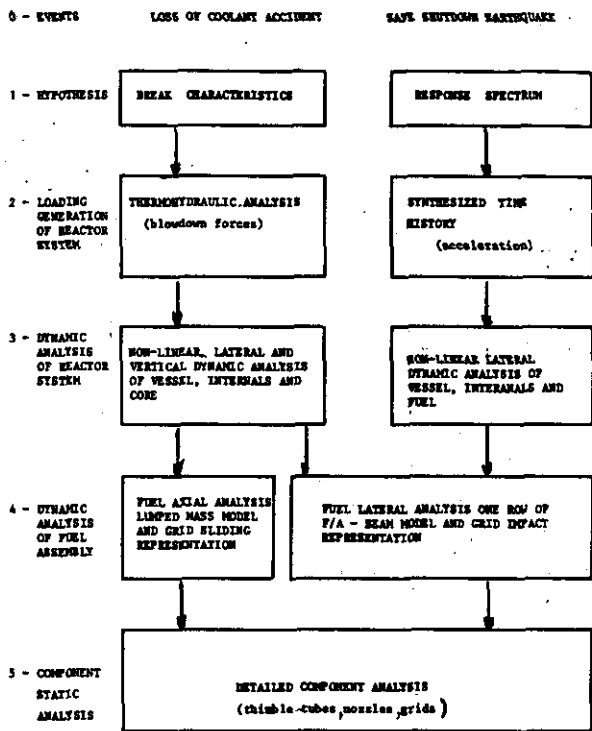 0 - EVENTS LOSS OF COOLANT ACCIDENT SAFE SHUTDOWN EARTHQUAKE
1 - HYPOTHESIS
BREAK CHARACTERISTICS
RESPONSE SPECTRUM
2 - LOADING
GENERATION
OF REACTOR
SYSTEM
THERMOHYDRAULIC.ANALYSIS
(blowdown forces)
SYNTHESIZED TIME
HISTORY
(acceleration)
3 - DYNAMIC
ANALYSIS
OF REACTOR
SYSTEM
NON-LINEAR, LATERAL AND
VERTICAL DYNAMIC ANALYSIS
OF VESSEL, INTERNALS AND
CORE
NON-LINEAR LATERAL
DYNAMIC ANALYSIS OF
VESSEL, INTERANALS AND
FUEL
4 - DYNAMIC
ANALYSIS
OF FUEL
ASSEMBLY
FUEL AXIAL ANALYSIS
LUMPED MASS MODEL
AND GRID SLIDING
REPRESENTATION
FUEL LATERAL ANALYSIS ONE ROW OF
F/A - BEAM MODEL AND GRID IMPACT
REPRESENTATION
5 - COMPONENT
STATIC
ANALYSIS
DETAILED COMPONENT ANALYSIS
(thimble-tubes,nozzles,grids)